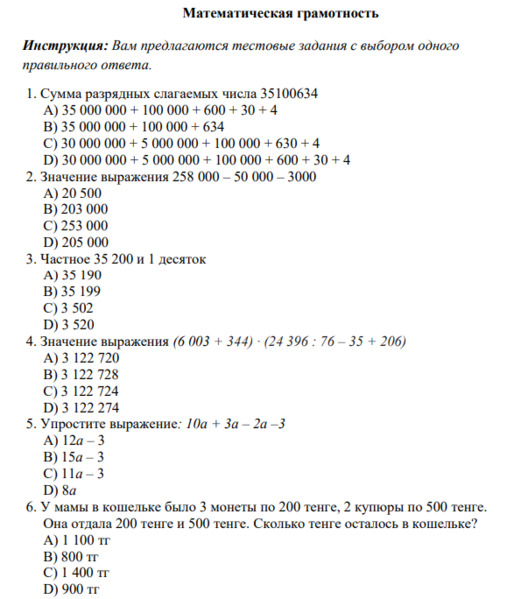 Математическая грамотность
Инструкция: Вам предлагаются тестовые задания с выбором одного
правильного ответа.
1. Сумма разрядных слагаемых числа 35100634
A) 35 000 000 + 100 000 + 600 + 30 + 4
B) 35 000 000 + 100 000 + 634
C) 30 000 000 + 5 000 000 + 100 000 + 630 + 4
D) 30 000 000 + 5 000 000 + 100 000 + 600 + 30 + 4
2. Значение выражения 258 000 – 50 000 – 3000
A) 20 500
B) 203 000
C) 253 000
D) 205 000
3. Частное 35 200 и 1 десяток
A) 35 190
B) 35 199
C) 3 502
D) 3 520
4. Значение выражения (6 003 + 344) · (24 396 : 76 – 35 + 206)
A) 3 122 720
B) 3 122 728
C) 3 122 724
D) 3 122 274
5. Упростите выражение: 10a + 3a – 2a –3
A) 12a – 3
B) 15a – 3
C) 11a – 3
D) 8a
6. У мамы в кошельке было 3 монеты по 200 тенге, 2 купюры по 500 тенге.
Она отдала 200 тенге и 500 тенге. Сколько тенге осталось в кошельке?
A) 1 100 тг
B) 800 тг
C) 1 400 тг
D) 900 тг